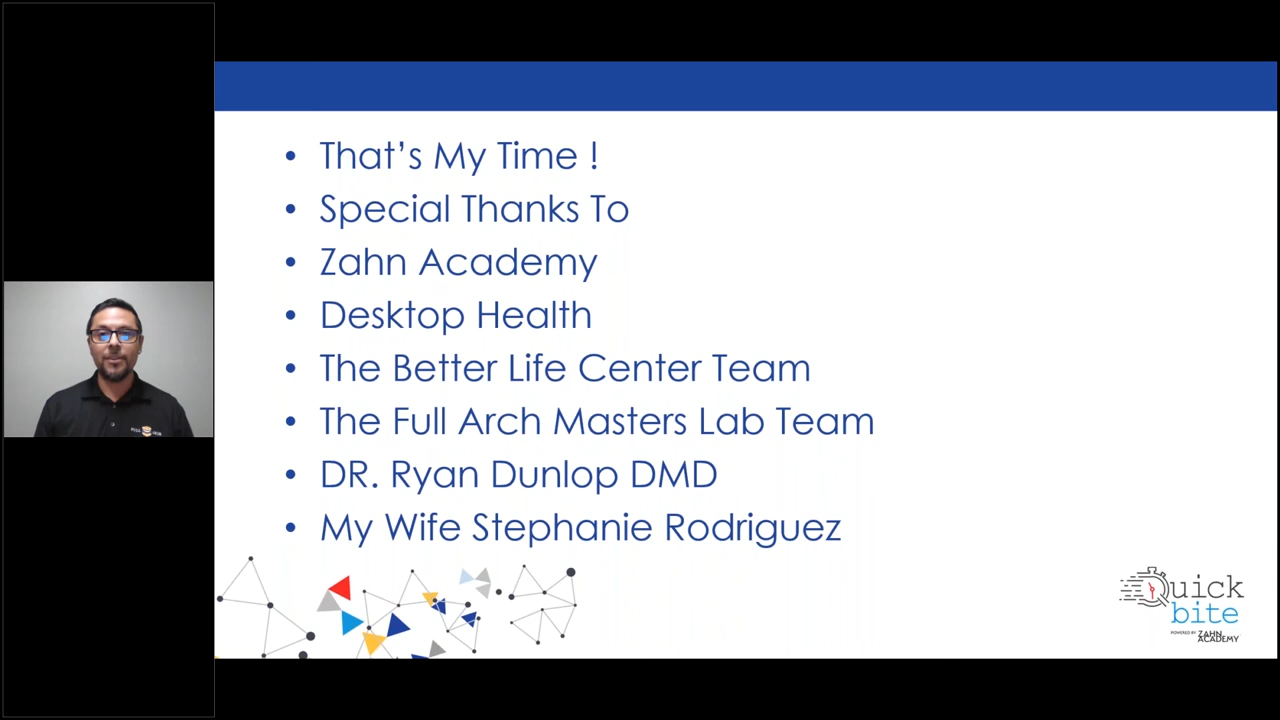 • That’s My Time !
• Special Thanks To
• Zahn Academy
• Desktop Health
• The Better Life Center Team
• The Full Arch Masters Lab Team
• DR. Ryan Dunlop DMD
• My Wife Stephanie Rodriguez
Quick
bite
POWERED BY ZAHN
ACADEMY